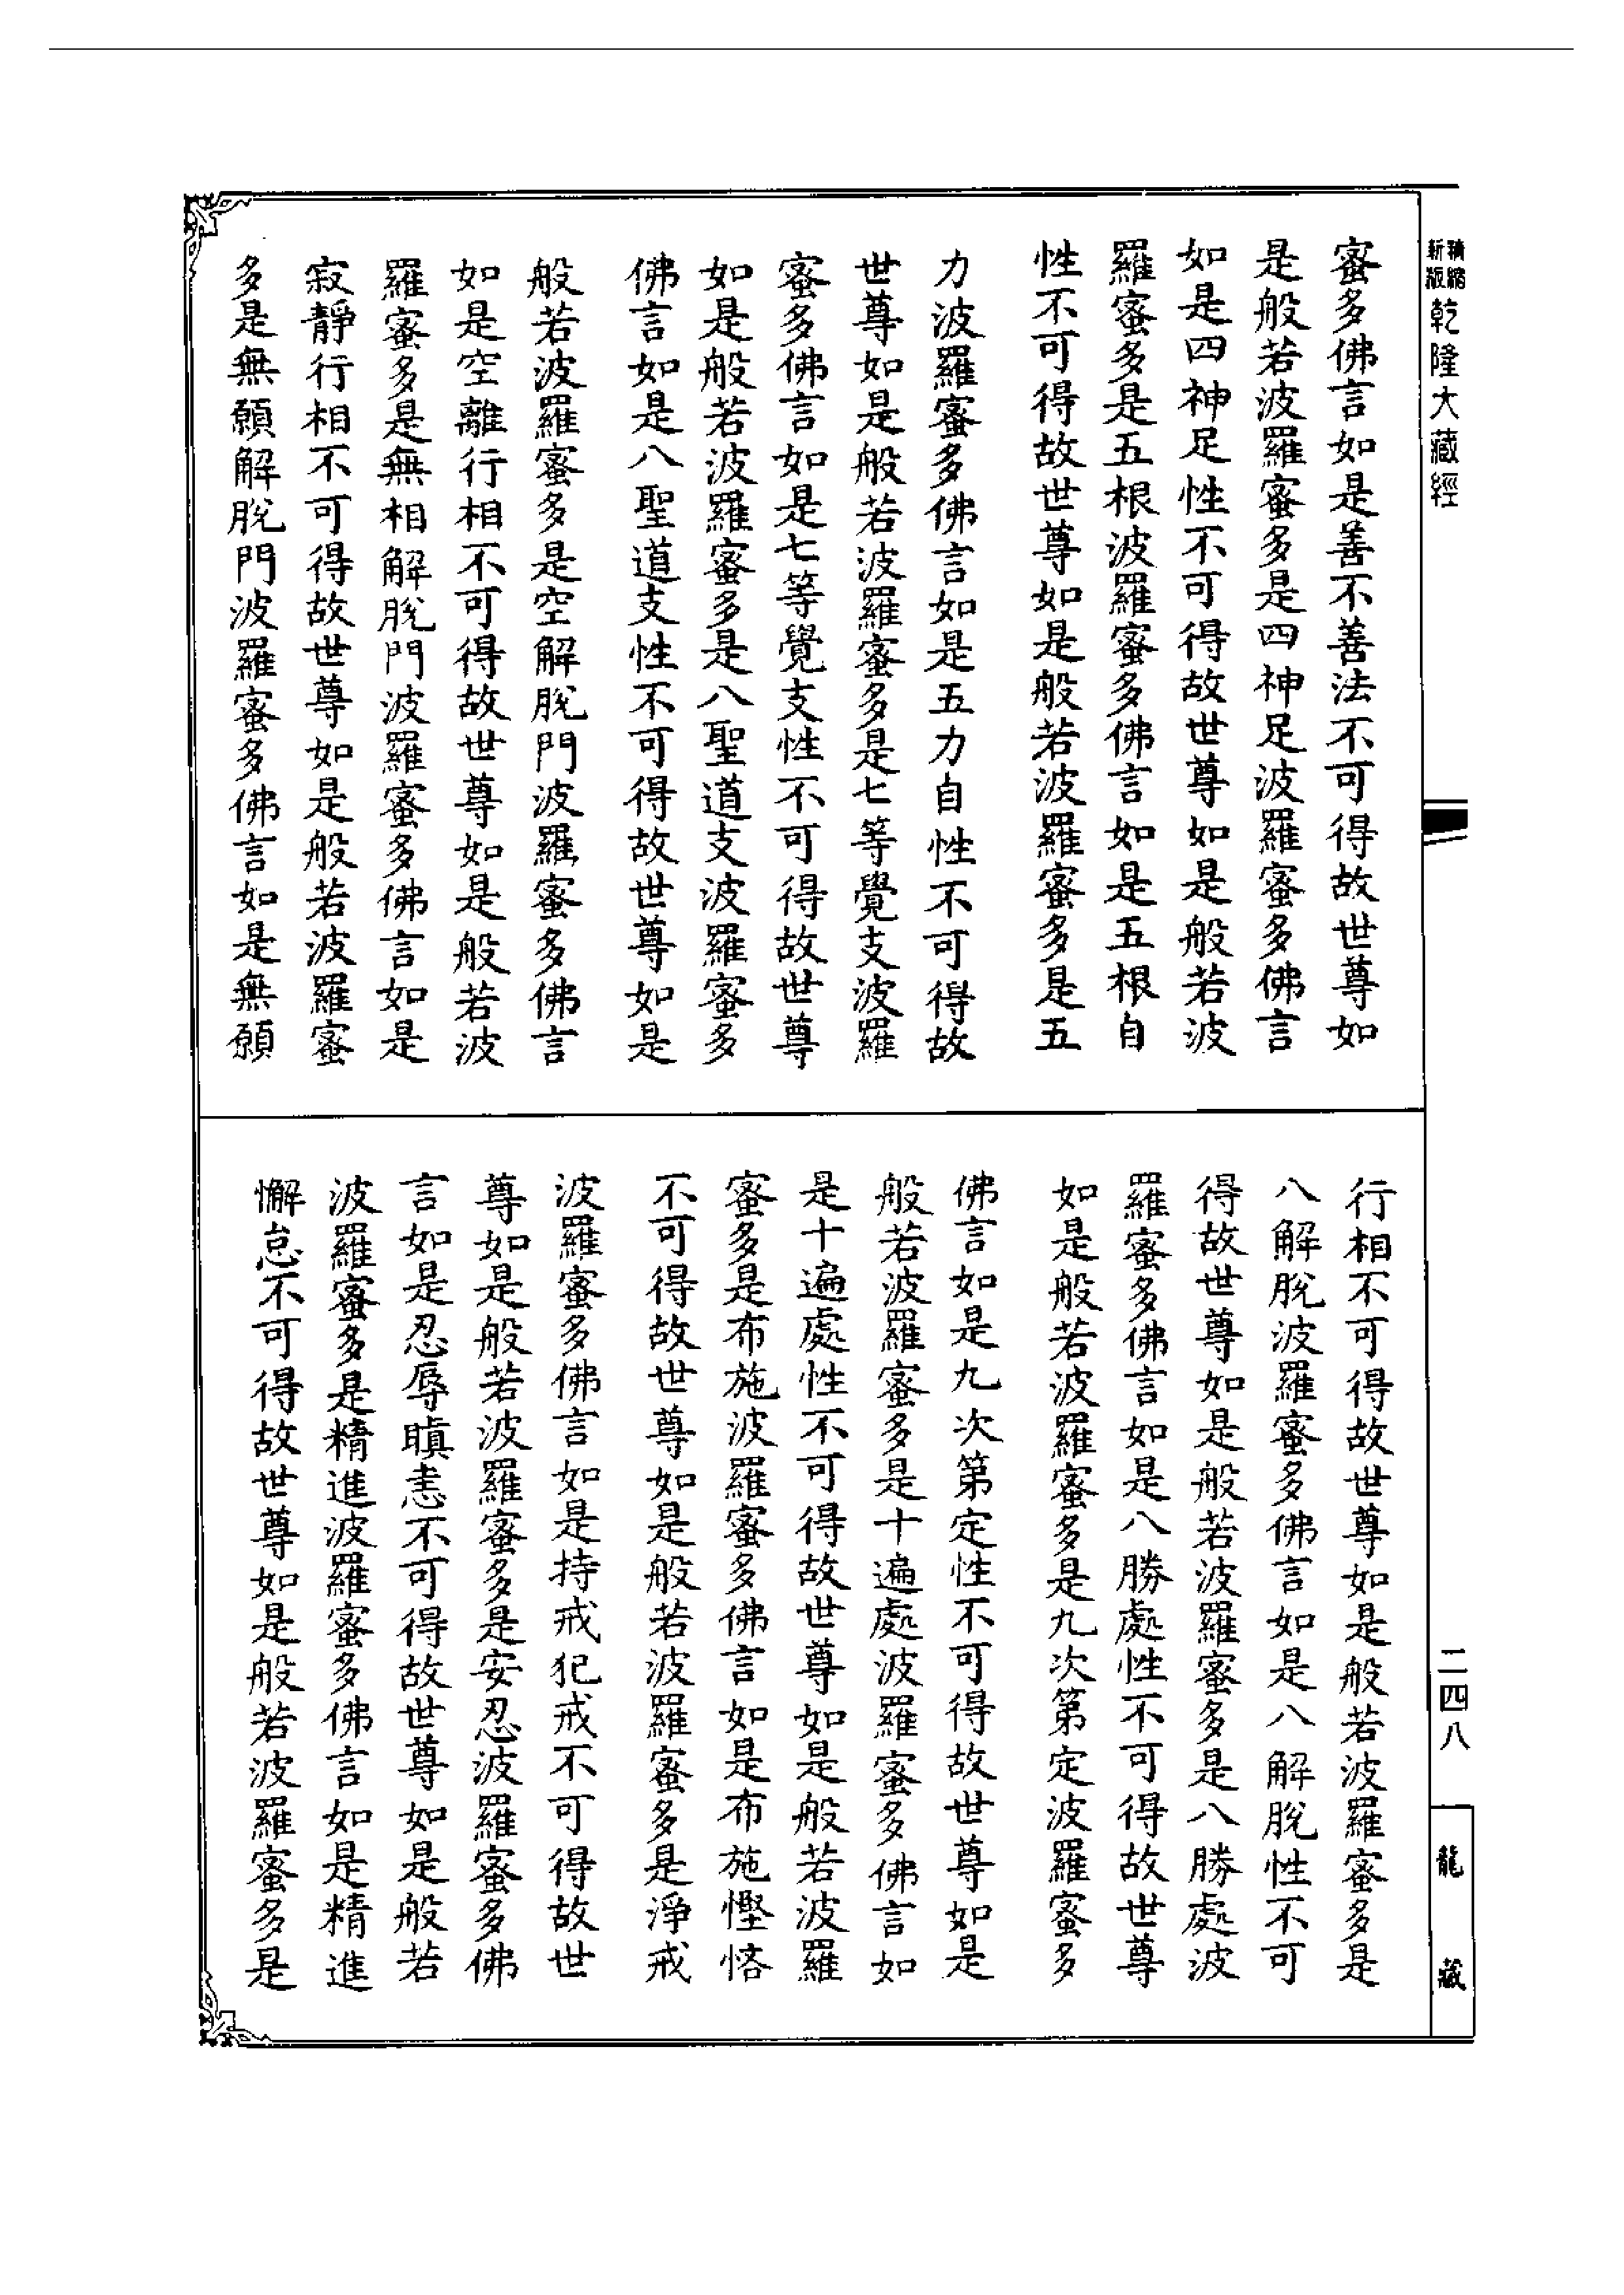 精縮
新版
乾隆大藏經
蜜多佛言如是善不善法不可得故世尊如
是般若波羅蜜多是四神足波羅蜜多佛言
如是四神足性不可得故世尊如是般若波
羅蜜多是五根波羅蜜多佛言如是五根自
性不可得故世尊如是般若波羅蜜多是五
力波羅蜜多佛言如是五力自性不可得故
世尊如是般若波羅蜜多是七等覺支波羅
蜜多佛言如是七等覺支性不可得故世尊
如是般若波羅蜜多是八聖道支波羅蜜多
佛言如是八聖道支性不可得故世尊如是
般若波羅蜜多是空解脫門波羅蜜多佛言
如是空離行相不可得故世尊如是般若波
羅蜜多是無相解脫門波羅蜜多佛言如是
寂靜行相不可得故世尊如是般若波羅蜜
多是無願解脫門波羅蜜多佛言如是無願
行相不可得故世尊如是般若波羅蜜多是
八解脫波羅蜜多佛言如是八解脫性不可
得故世尊如是般若波羅蜜多是八勝處波
羅蜜多佛言如是八勝處性不可得故世尊
如是般若波羅蜜多是九次第定波羅蜜多
佛言如是九次第定性不可得故世尊如是
般若波羅蜜多是十遍處波羅蜜多佛言如
是十遍處性不可得故世尊如是般若波羅
蜜多是布施波羅蜜多佛言如是布施慳悋
不可得故世尊如是般若波羅蜜多是淨戒
波羅蜜多佛言如是持戒犯戒不可得故世
尊如是般若波羅蜜多是安忍波羅蜜多佛
言如是忍辱瞋恚不可得故世尊如是般若
波羅蜜多是精進波羅蜜多佛言如是精進
懈怠不可得故世尊如是般若波羅蜜多是
二四八
龍藏